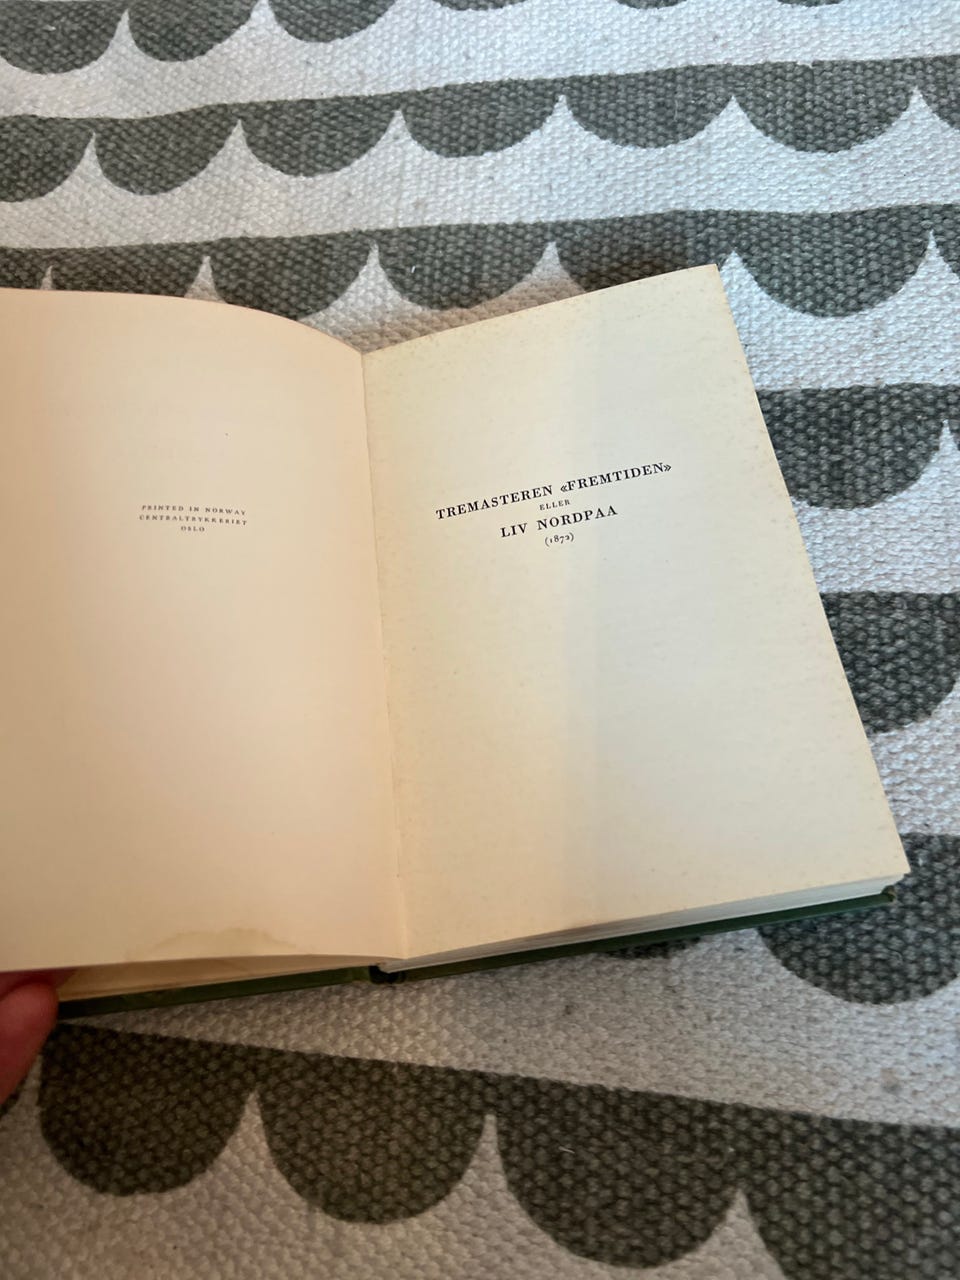 PRINTED IN NORWAY
CENTRALTRYKKERIET
OSLO
TREMASTEREN «FREMTIDEN»
ELLER
LIV NORDPAA
(1872)